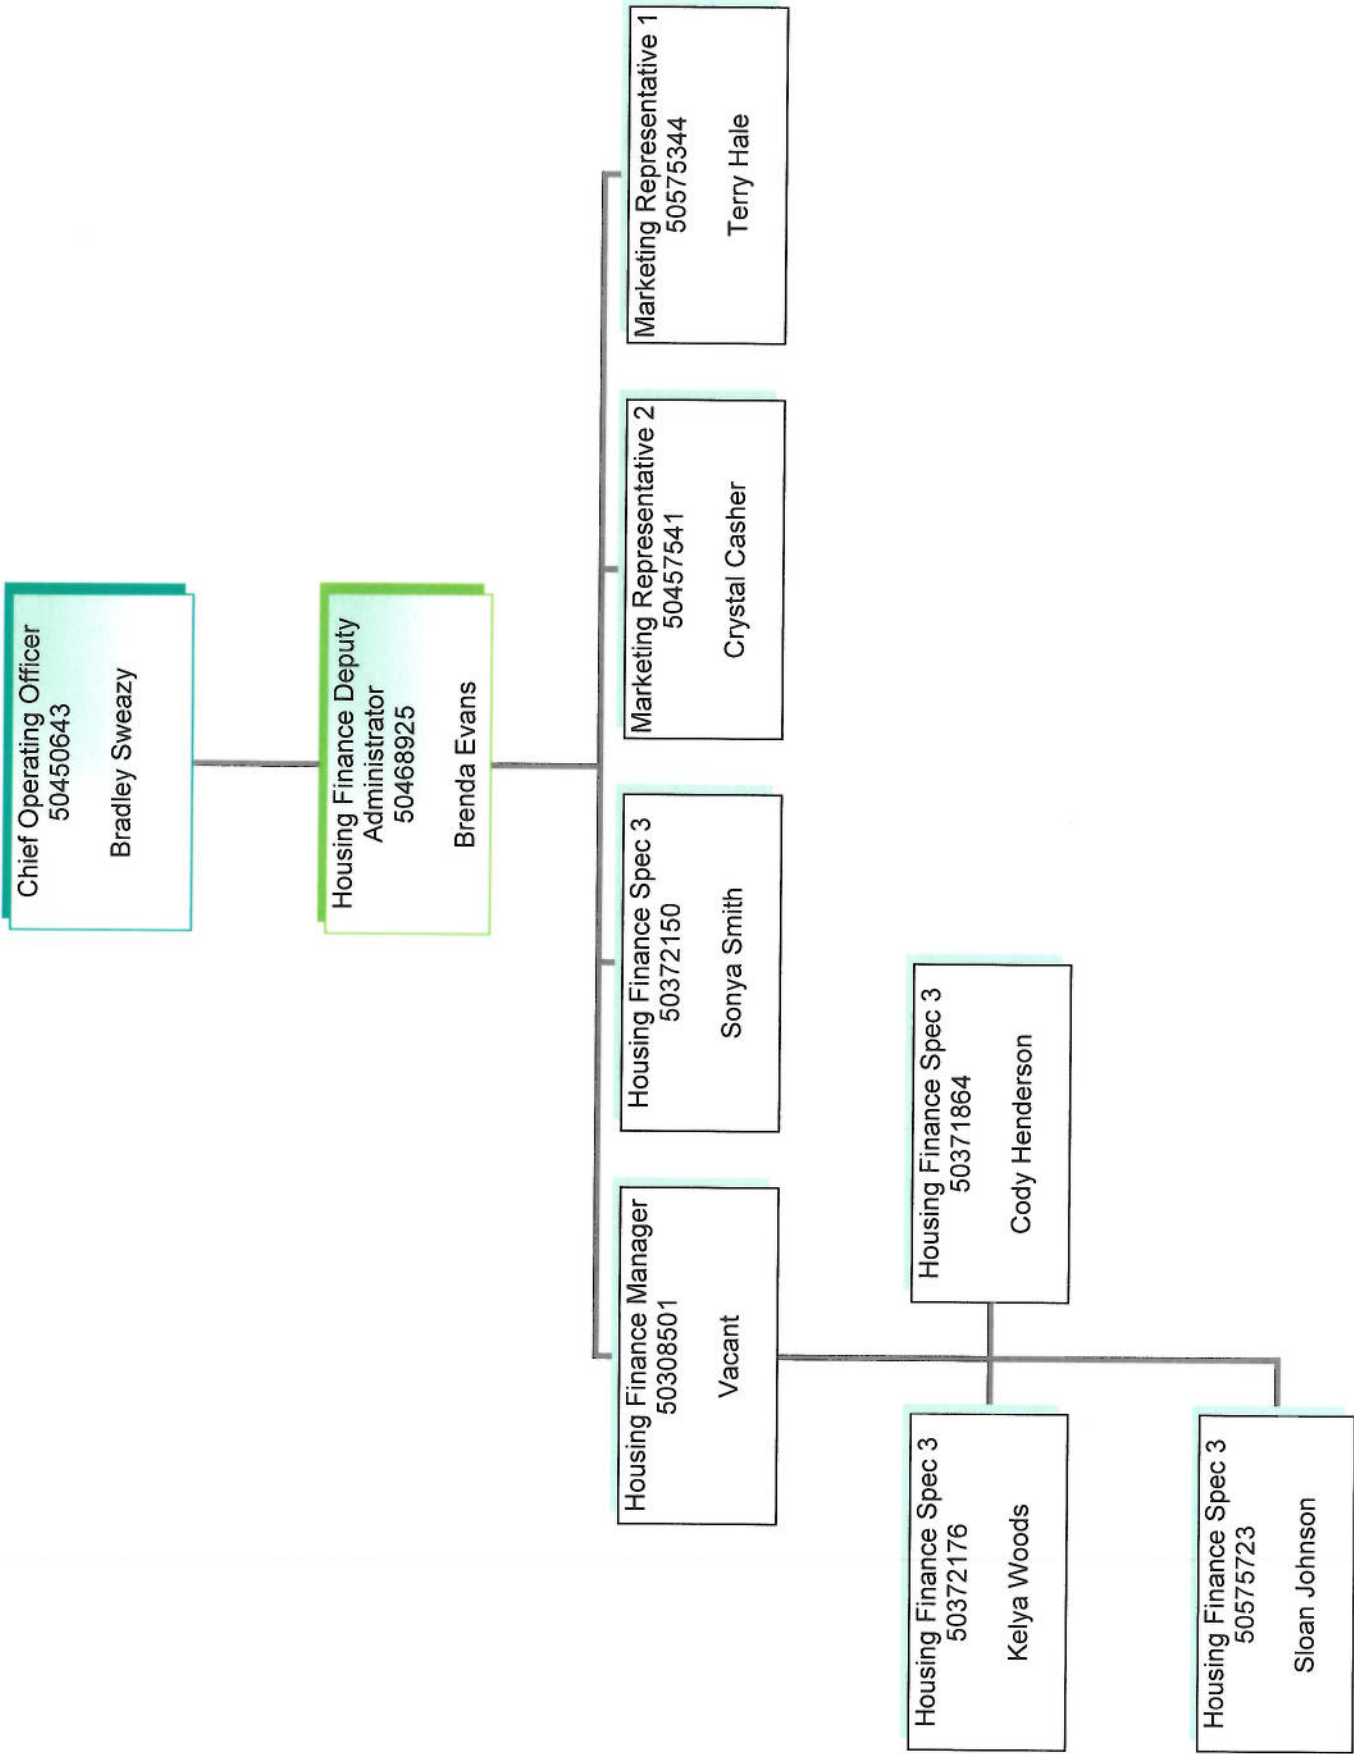 Chief Operating Officer
50450643
Bradley Sweazy
Housing Finance Deputy
Administrator
50468925
Brenda Evans
Housing Finance Manager
50308501
Vacant
Housing Finance Spec 3
50372150
Sonya Smith
Marketing Representative 2
50457541
Crystal Casher
Marketing Representative 1
50575344
Terry Hale
Housing Finance Spec 3
50372176
Kelya Woods
Housing Finance Spec 3
50371864
Cody Henderson
Housing Finance Spec 3
50575723
Sloan Johnson